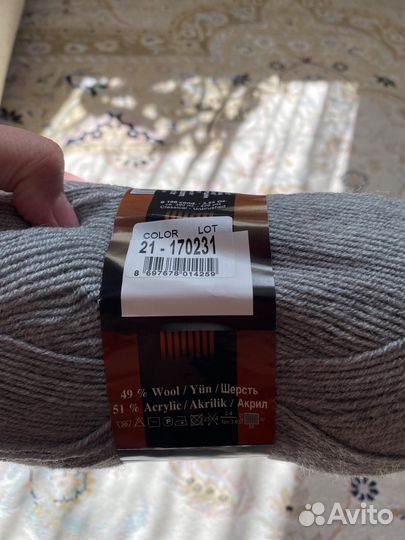 COLOR LOT
21 - 170231
8 697678 014259
49 % Wool / Yün / Шерсть
51 % Acrylic / Akrilik / Акрил
Avito